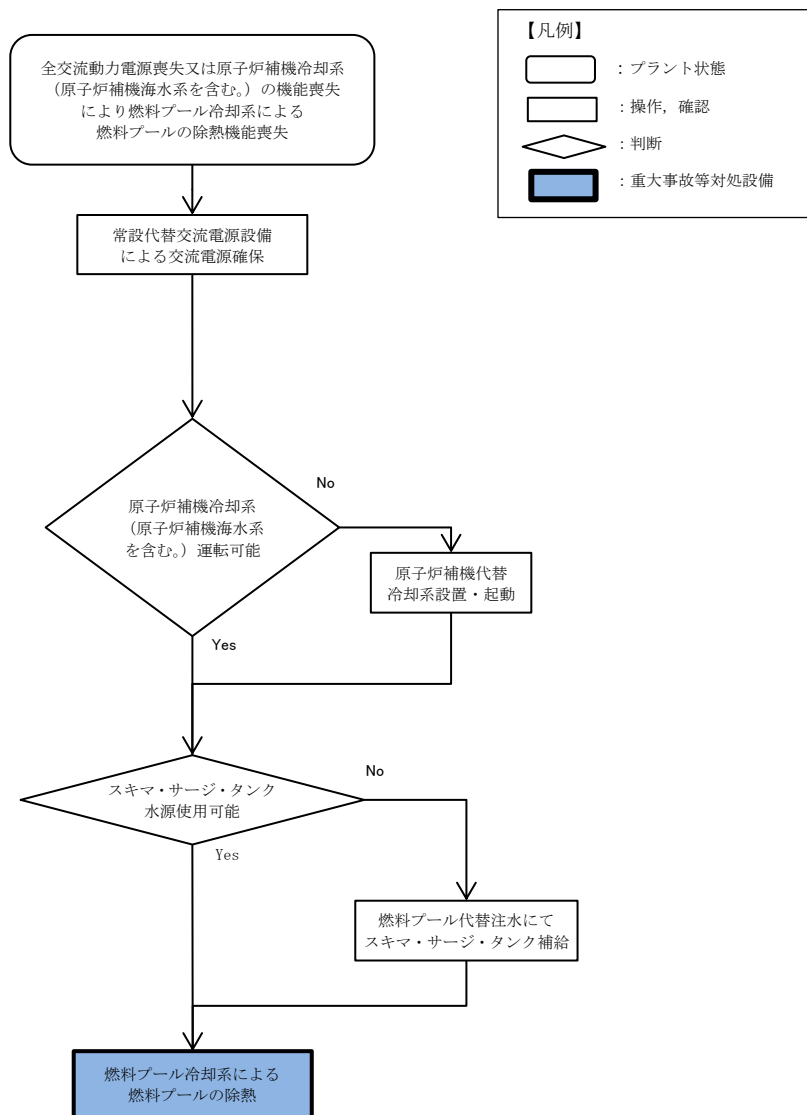 全交流動力電源喪失又は原子炉補機冷却系
（原子炉補機海水系を含む。）の機能喪失
により燃料プール冷却系による
燃料プールの除熱機能喪失
【凡例】
：プラント状態
：操作，確認
：判断
：重大事故等対処設備
常設代替交流電源設備
による交流電源確保
原子炉補機冷却系
（原子炉補機海水系
を含む。）運転可能
No
Yes
原子炉補機代替
冷却系設置・起動
スキマ・サージ・タンク
水源使用可能
No
Yes
燃料プール代替注水にて
スキマ・サージ・タンク補給
燃料プール冷却系による
燃料プールの除熱